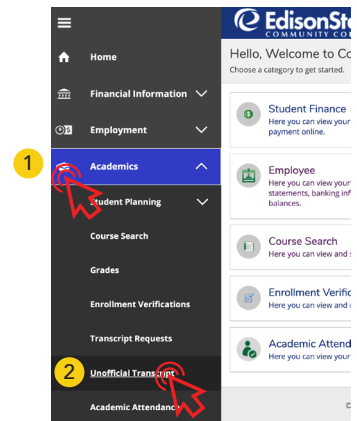 EdisonSt
COMMUNITY CO
Hello, Welcome to Co
Choose a category to get started.
Home
Financial Information
Employment
1
Academics
Student Planning
Course Search
Grades
Enrollment Verifications
Transcript Requests
2
Unofficial Transcript
Academic Attendance
Student Finance
Here you can view your
payment online.
Employee
Here you can view your
statements, banking inf
balances.
Course Search
Here you can view and s
Enrollment Verific
Here you can view and
Academic Attend
Here you can view your
©